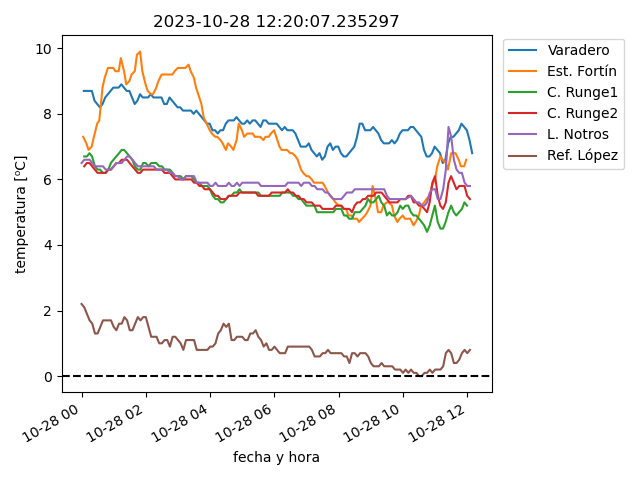 2023-10-28 12:20:07.235297
temperatura [ºC]
10
8
6
4
2
0
10-28 00
10-28 02
10-28 04
10-28 06
10-28 08
10-28 10
10-28 12
fecha y hora
Varadero
Est. Fortín
C. Runge1
C. Runge2
L. Notros
Ref. López